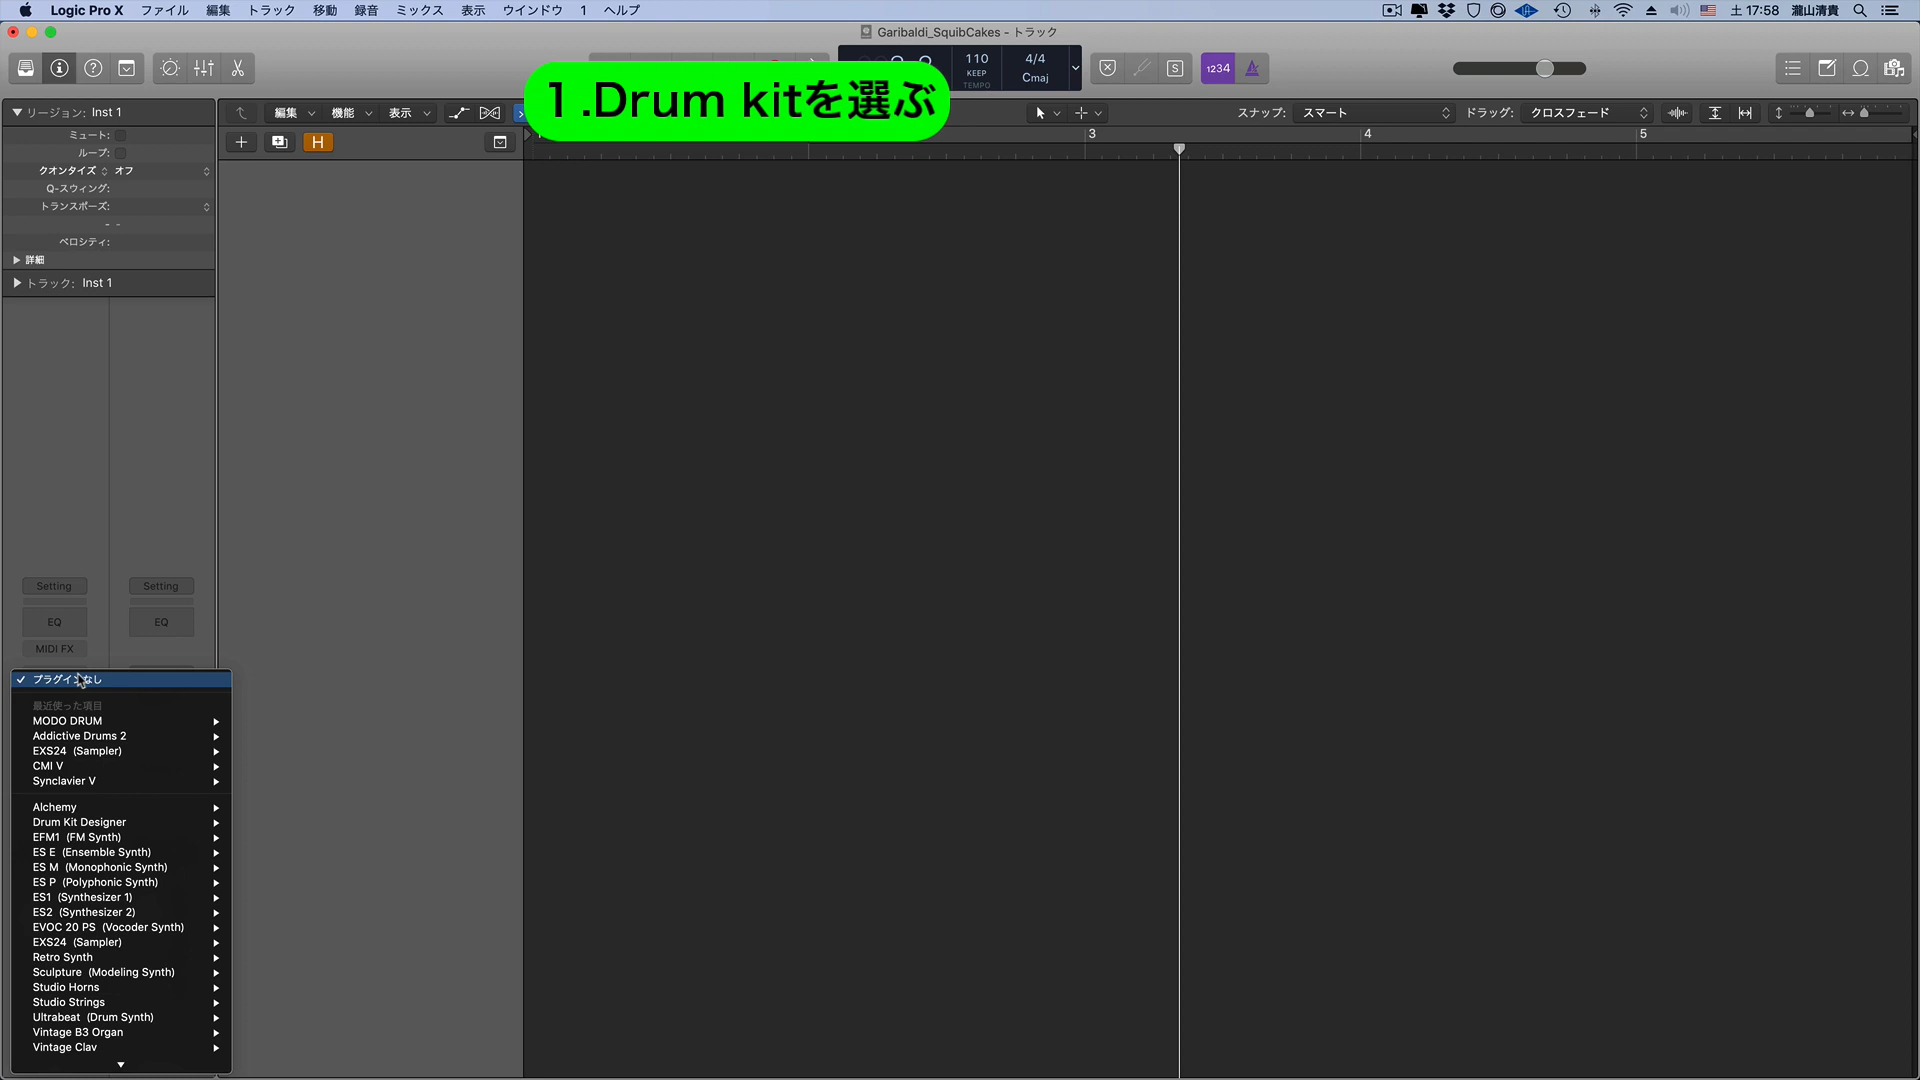 Logic Pro X ファイル 編集 トラック 移動 録音 ミックス 表示 ウインドウ 1 ヘルプ
土 17:58 瀧山清貴
Garibaldi_SquibCakes - トラック
110
KEEP
TEMPO
4/4
Cmaj
S
1234
1.Drum kitを選ぶ
リージョン: Inst 1
編集 機能 表示
スナップ: スマート
ドラッグ: クロスフェード
H
3
4
5
ミュート:
ループ:
クオンタイズ オフ
Q-スウィング:
トランスポーズ:
- -
ベロシティ:
詳細
トラック: Inst 1
Setting
Setting
EQ
EQ
MIDI FX
プラグインなし
最近使った項目
MODO DRUM
Addictive Drums 2
EXS24 (Sampler)
CMI V
Synclavier V
Alchemy
Drum Kit Designer
EFM1 (FM Synth)
ES E (Ensemble Synth)
ES M (Monophonic Synth)
ES P (Polyphonic Synth)
ES1 (Synthesizer 1)
ES2 (Synthesizer 2)
EVOC 20 PS (Vocoder Synth)
EXS24 (Sampler)
Retro Synth
Sculpture (Modeling Synth)
Studio Horns
Studio Strings
Ultrabeat (Drum Synth)
Vintage B3 Organ
Vintage Clav